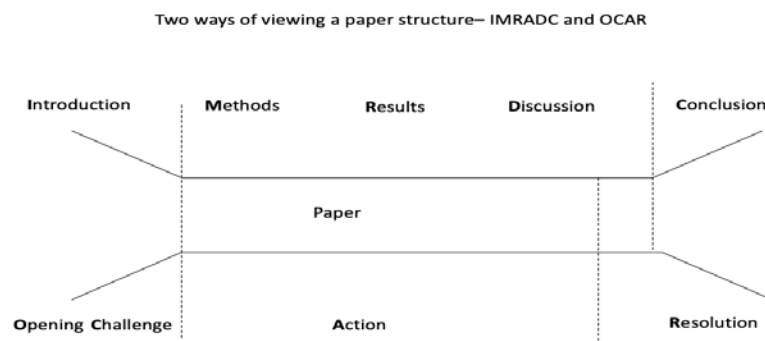 Two ways of viewing a paper structure– IMRADC and OCAR
Introduction Methods Results Discussion Conclusion
Paper
Opening Challenge Action Resolution